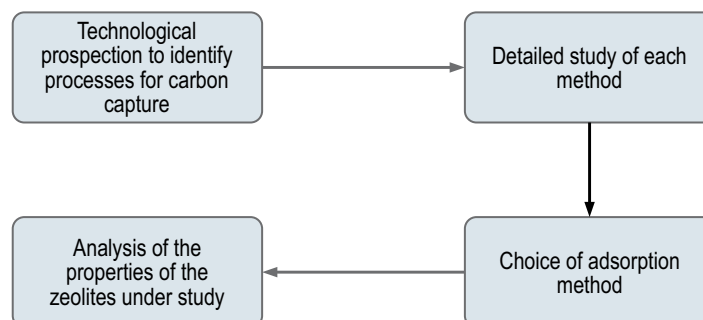 Technological
prospection to identify
processes for carbon
capture
Detailed study of each
method
Choice of adsorption
method
Analysis of the
properties of the
zeolites under study